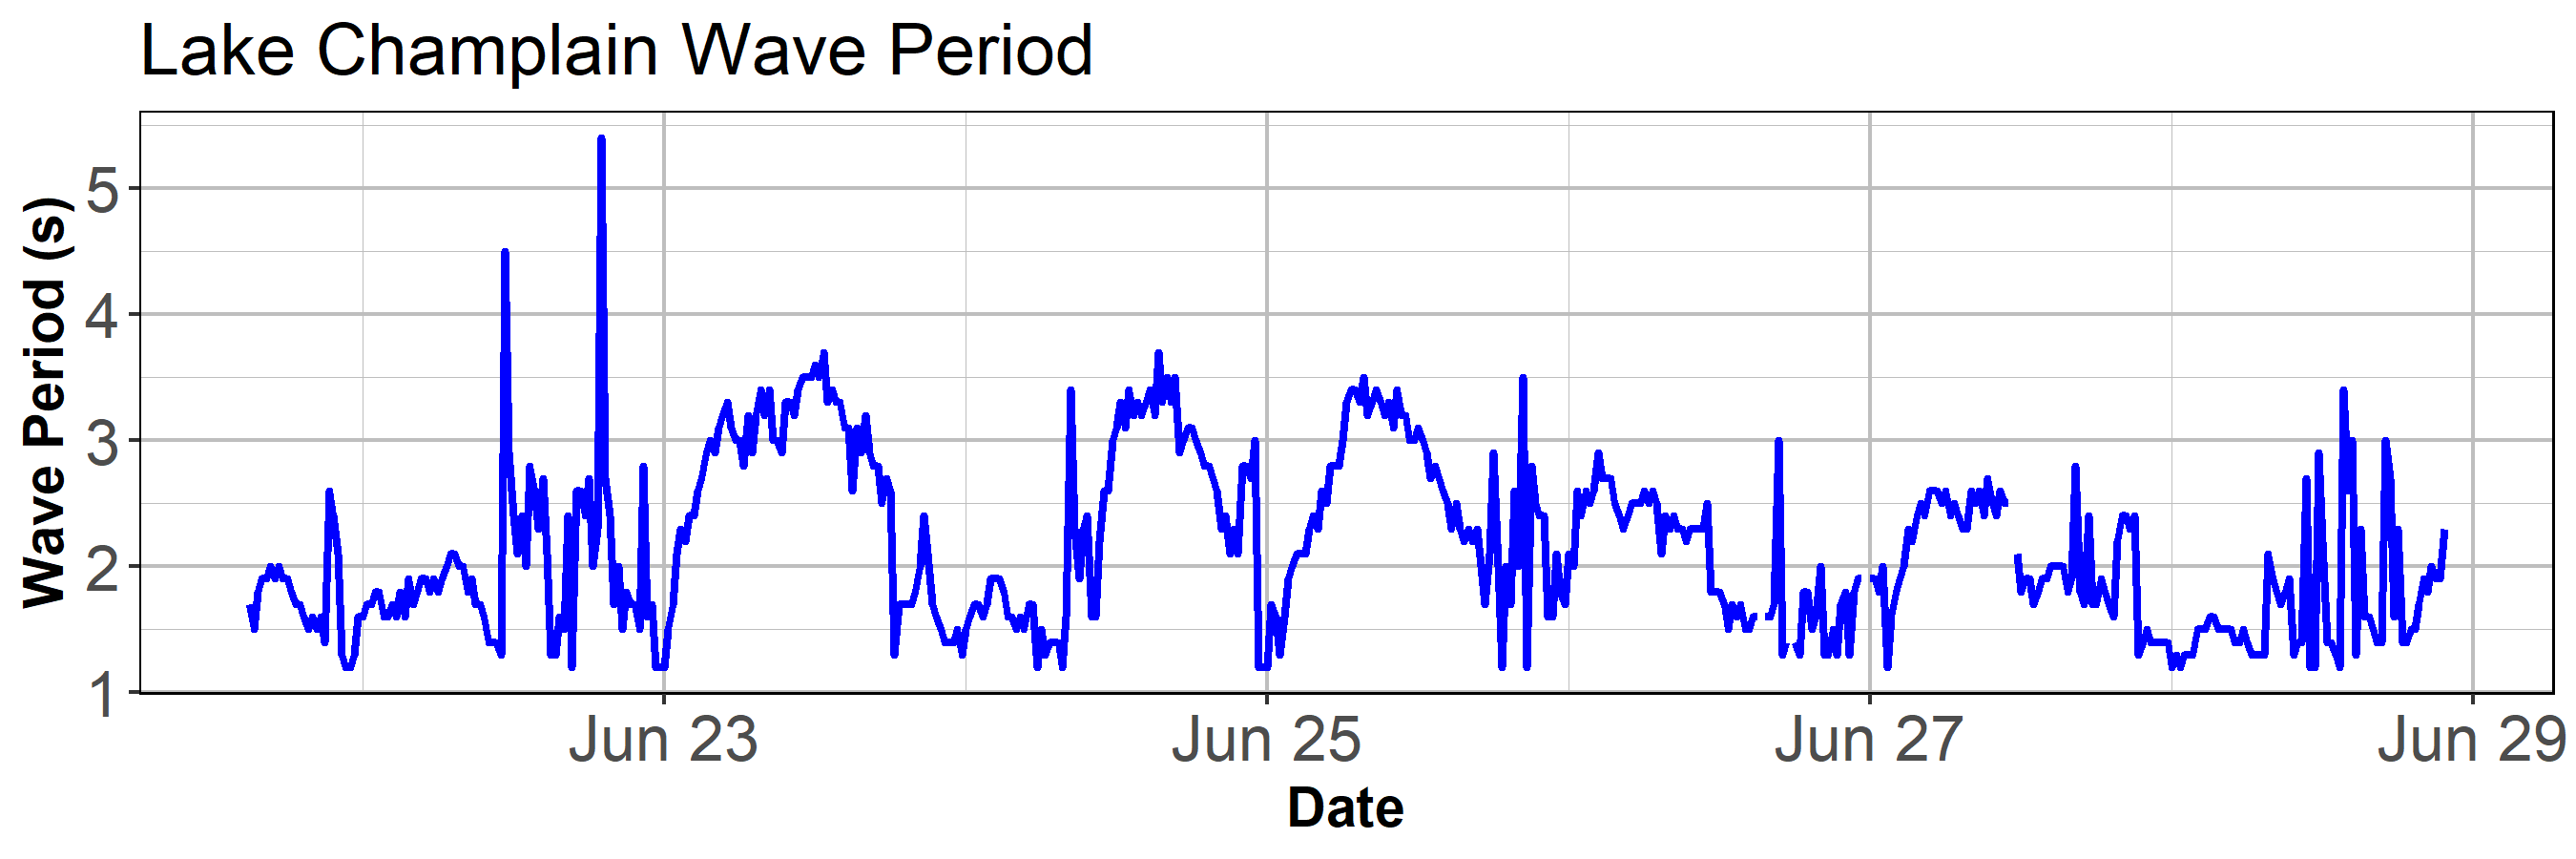 Lake Champlain Wave Period
Wave Period (s)
5
4
3
2
1
Jun 23
Jun 25
Jun 27
Jun 29
Date